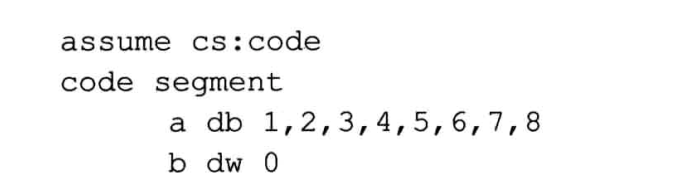 assume cs:code
code segment
a db 1,2,3,4,5,6,7,8
b dw 0